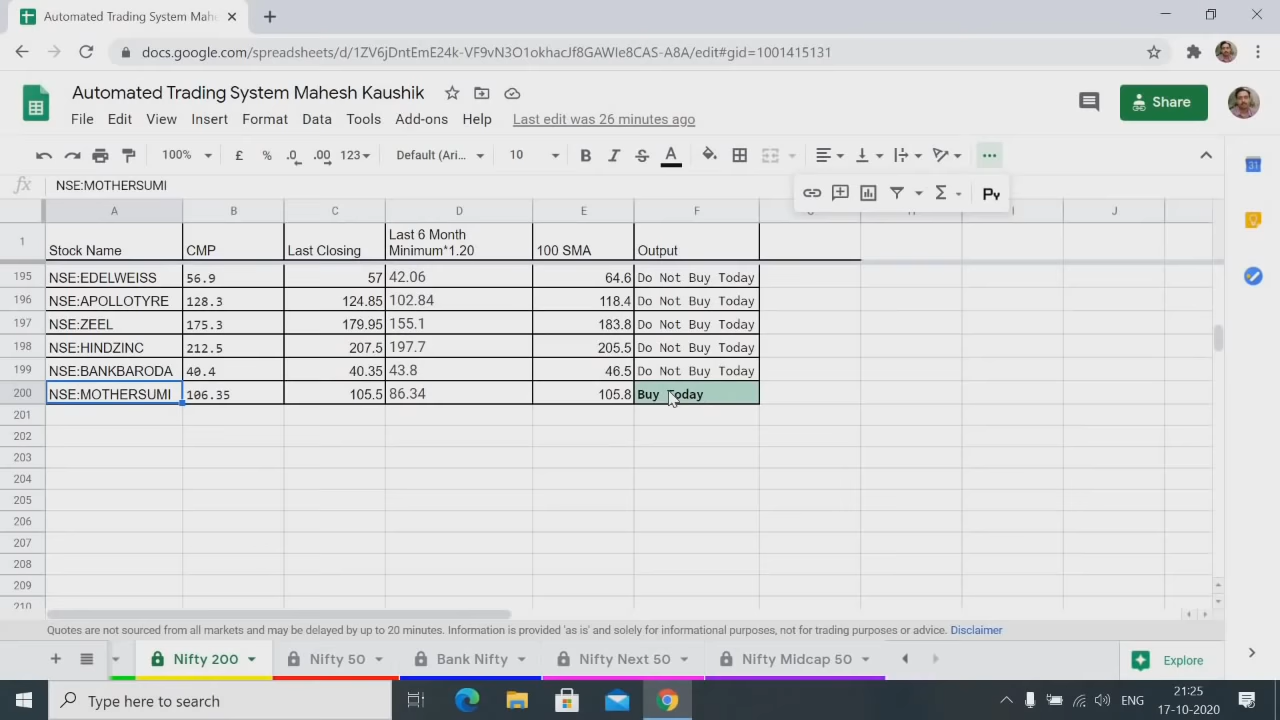 Automated Trading System Mah
docs.google.com/spreadsheets/d/1ZV6jDntEmE24k-VF9vN3O1okhacJf8GAWIe8CAS-A8A/edit#gid=1001415131
Automated Trading System Mahesh Kaushik
Share
File Edit View Insert Format Data Tools Add-ons Help Last edit was 26 minutes ago
100% £ % .0 .00 123 Default (Ari... 10 B I S A
fx NSE:MOTHERSUMI
Py
A B C D E F H I J
1 Stock Name CMP Last Closing Last 6 Month Minimum*1.20 100 SMA Output
195 NSE:EDELWEISS 56.9 57 42.06 64.6 Do Not Buy Today
196 NSE:APOLLOTYRE 128.3 124.85 102.84 118.4 Do Not Buy Today
197 NSE:ZEEL 175.3 179.95 155.1 183.8 Do Not Buy Today
198 NSE:HINDZINC 212.5 207.5 197.7 205.5 Do Not Buy Today
199 NSE:BANKBARODA 40.4 40.35 43.8 46.5 Do Not Buy Today
200 NSE:MOTHERSUMI 106.35 105.5 86.34 105.8 Buy Today
201
202
203
204
205
206
207
208
209
210
Quotes are not sourced from all markets and may be delayed by up to 20 minutes. Information is provided 'as is' and solely for informational purposes, not for trading purposes or advice. Disclaimer
Nifty 200 Nifty 50 Bank Nifty Nifty Next 50 Nifty Midcap 50 Explore
31
Type here to search
ENG
21:25
17-10-2020